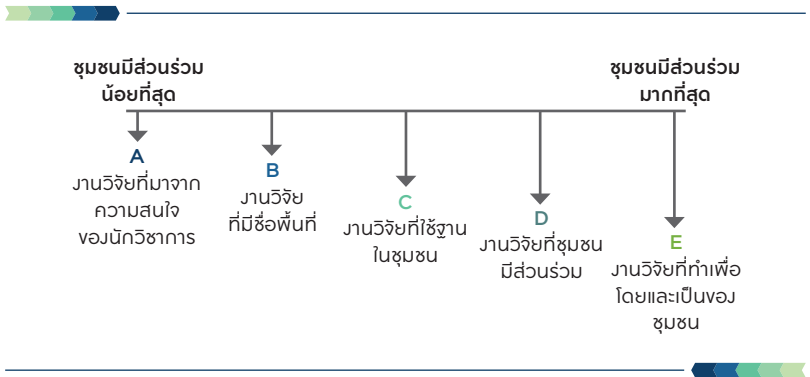 ชุมชนมีส่วนร่วม
น้อยที่สุด
ชุมชนมีส่วนร่วม
มากที่สุด
A
งานวิจัยที่มาจาก
ความสนใจ
ของนักวิชาการ
B
งานวิจัย
ที่มีชื่อพื้นที่
C
งานวิจัยที่ใช้ฐาน
ในชุมชน
D
งานวิจัยที่ชุมชน
มีส่วนร่วม
E
งานวิจัยที่ทำเพื่อ
โดยและเป็นของ
ชุมชน